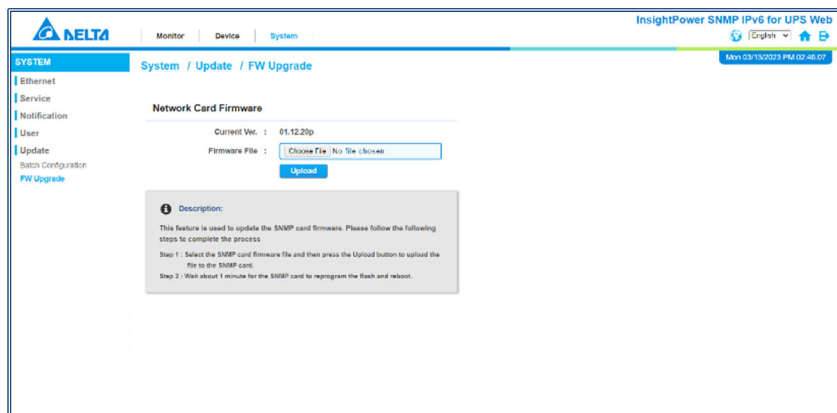 InsightPower SNMP IPv6 for UPS Web
DELTA
Monitor Device System
English
Mon 03/13/2023 PM 02:46:07
SYSTEM
System / Update / FW Upgrade
Ethernet
Service
Notification
User
Update
Batch Configuration
FW Upgrade
Network Card Firmware
Current Ver. : 01.12.20p
Firmware File : Choose File No file chosen
Upload
Description:
This feature is used to update the SNMP card firmware. Please follow the following
steps to complete the process
Step 1 : Select the SNMP card firmware file and then press the Upload button to upload the
file to the SNMP card.
Step 2 : Wait about 1 minute for the SNMP card to reprogram the flash and reboot.